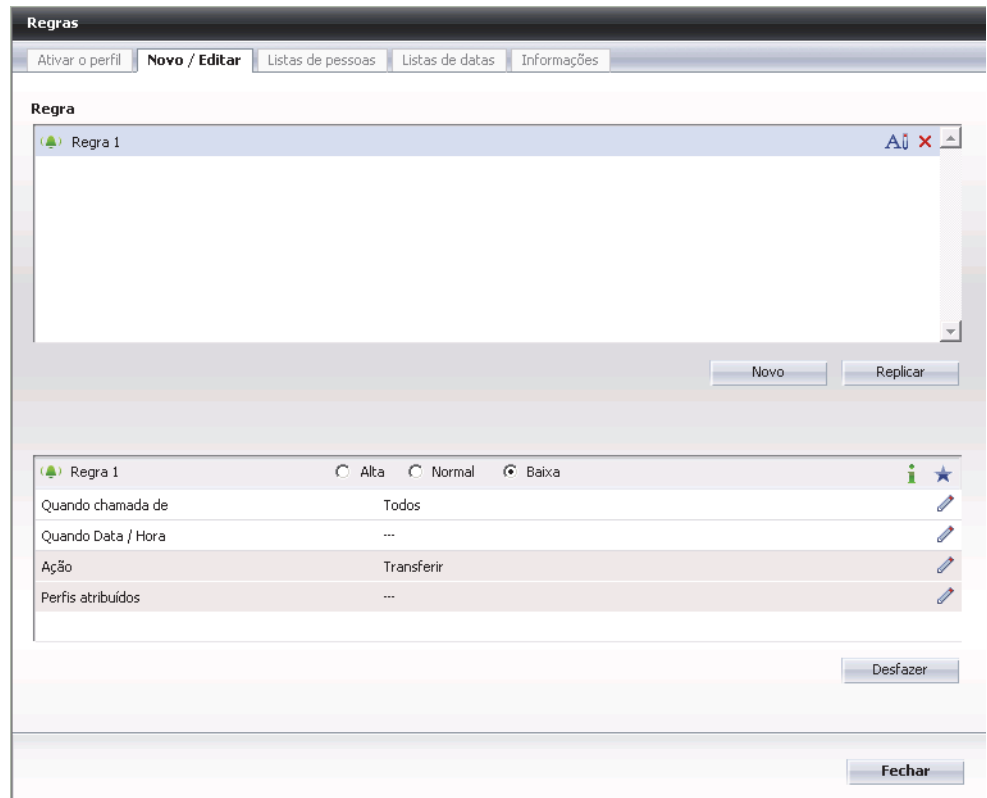 Regras
Ativar o perfil Novo / Editar Listas de pessoas Listas de datas Informações
Regra
Regra 1
Novo Replicar
Regra 1 Alta Normal Baixa
Quando chamada de Todos
Quando Data / Hora ---
Ação Transferir
Perfis atribuídos ---
Desfazer
Fechar